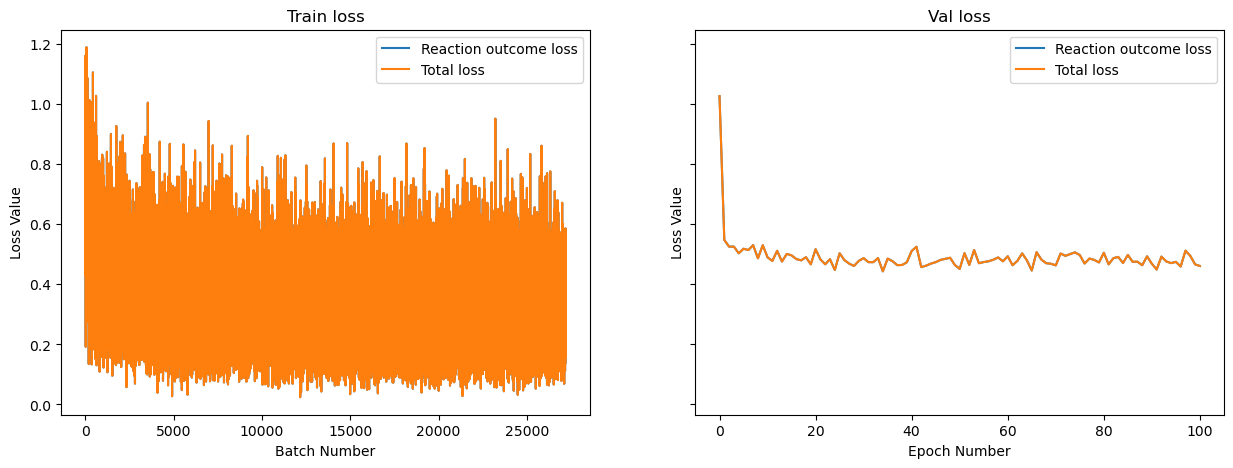 Train loss
Reaction outcome loss
Total loss
Loss Value
1.2
1.0
0.8
0.6
0.4
0.2
0.0
0
5000
10000
15000
20000
25000
Batch Number
Val loss
Reaction outcome loss
Total loss
Loss Value
0
20
40
60
80
100
Epoch Number